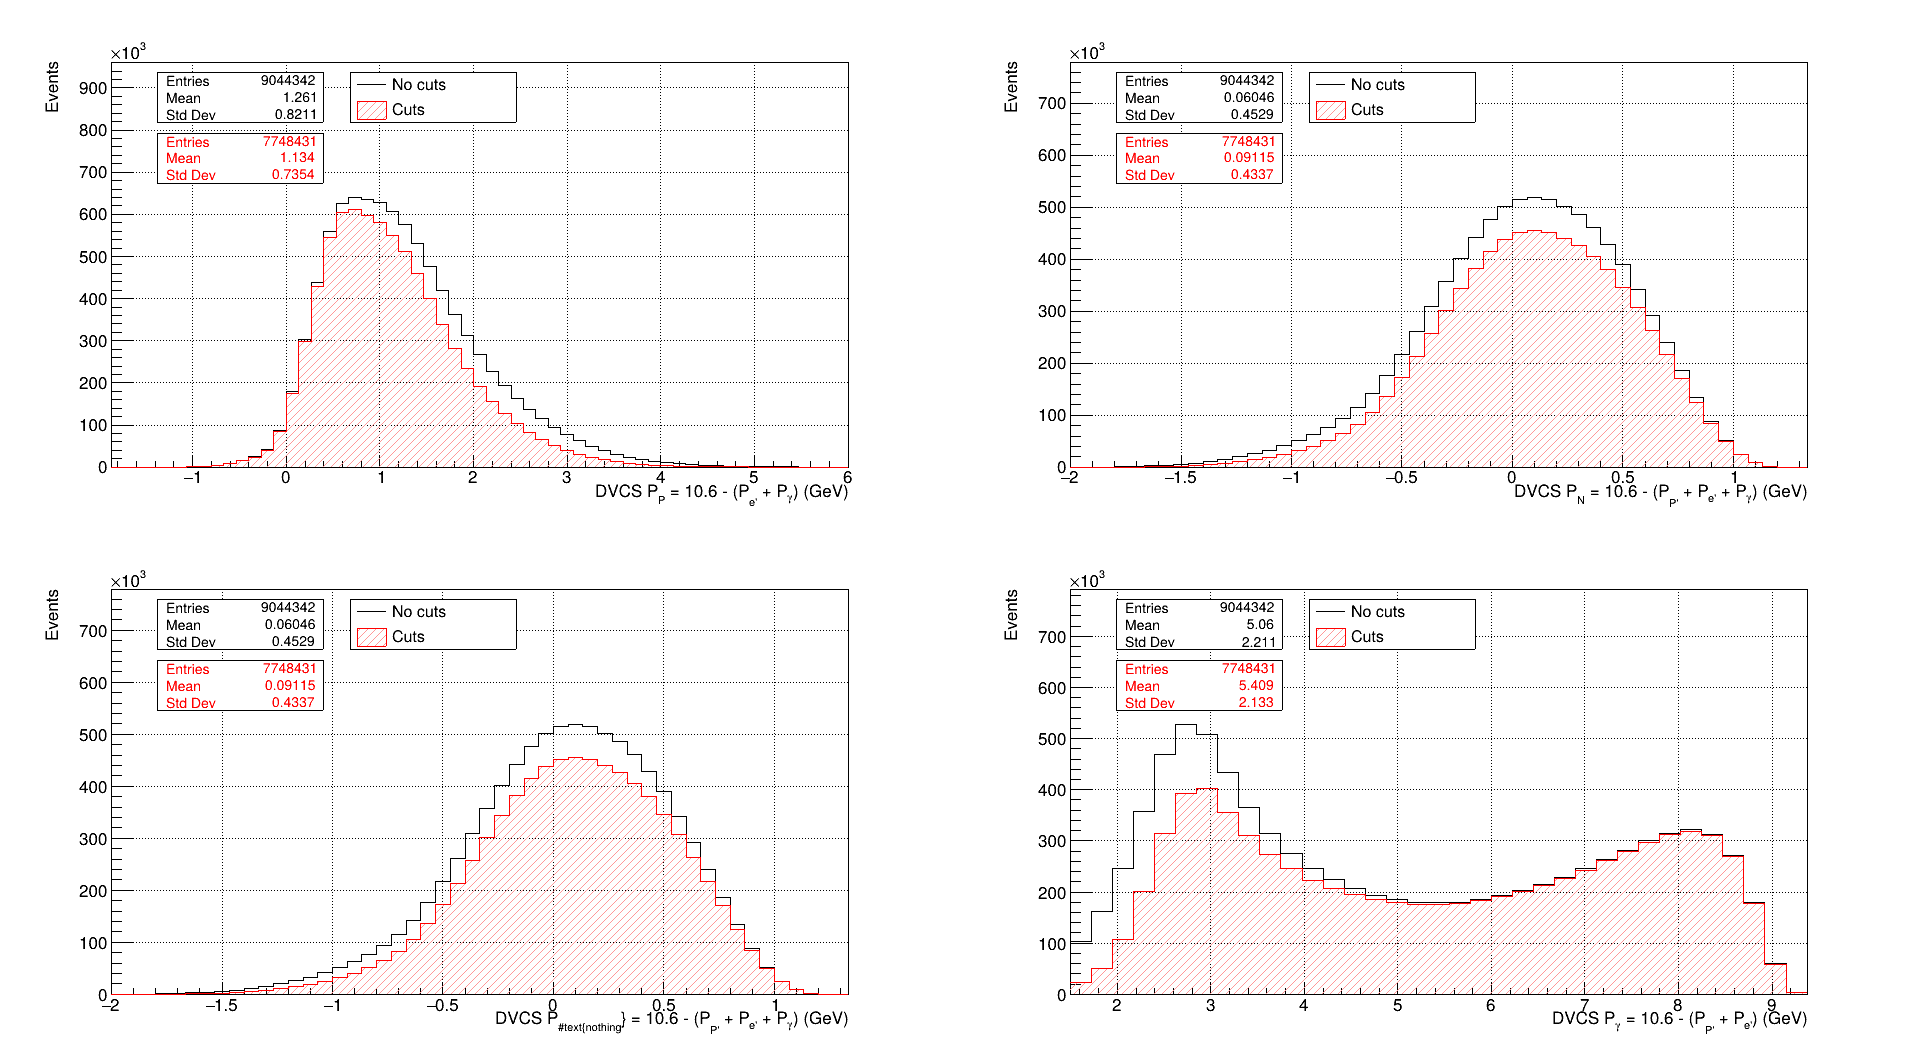 ×10³
Events
Entries 9044342
Mean 1.261
Std Dev 0.8211
Entries 7748431
Mean 1.134
Std Dev 0.7354
No cuts
Cuts
900
800
700
600
500
400
300
200
100
0
−1 0 1 2 3 4 5 6
DVCS P_P = 10.6 - (P_e' + P_γ) (GeV)
×10³
Events
Entries 9044342
Mean 0.06046
Std Dev 0.4529
Entries 7748431
Mean 0.09115
Std Dev 0.4337
No cuts
Cuts
700
600
500
400
300
200
100
0
−2 −1.5 −1 −0.5 0 0.5 1
DVCS P_N = 10.6 - (P_P' + P_e' + P_γ) (GeV)
×10³
Events
Entries 9044342
Mean 0.06046
Std Dev 0.4529
Entries 7748431
Mean 0.09115
Std Dev 0.4337
No cuts
Cuts
700
600
500
400
300
200
100
0
−2 −1.5 −1 −0.5 0 0.5 1
DVCS P_#text{nothing} = 10.6 - (P_P' + P_e' + P_γ) (GeV)
×10³
Events
Entries 9044342
Mean 5.06
Std Dev 2.211
Entries 7748431
Mean 5.409
Std Dev 2.133
No cuts
Cuts
700
600
500
400
300
200
100
0
2 3 4 5 6 7 8 9
DVCS P_γ = 10.6 - (P_P' + P_e') (GeV)